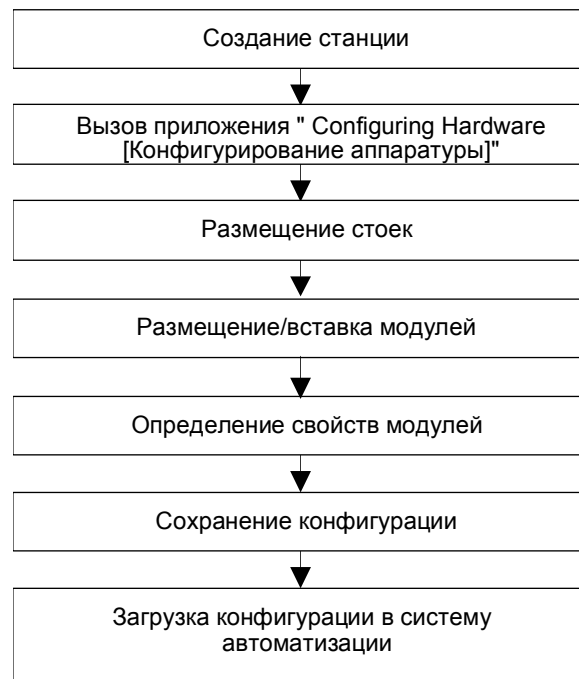 Создание станции
Вызов приложения " Configuring Hardware
[Конфигурирование аппаратуры]"
Размещение стоек
Размещение/вставка модулей
Определение свойств модулей
Сохранение конфигурации
Загрузка конфигурации в систему
автоматизации